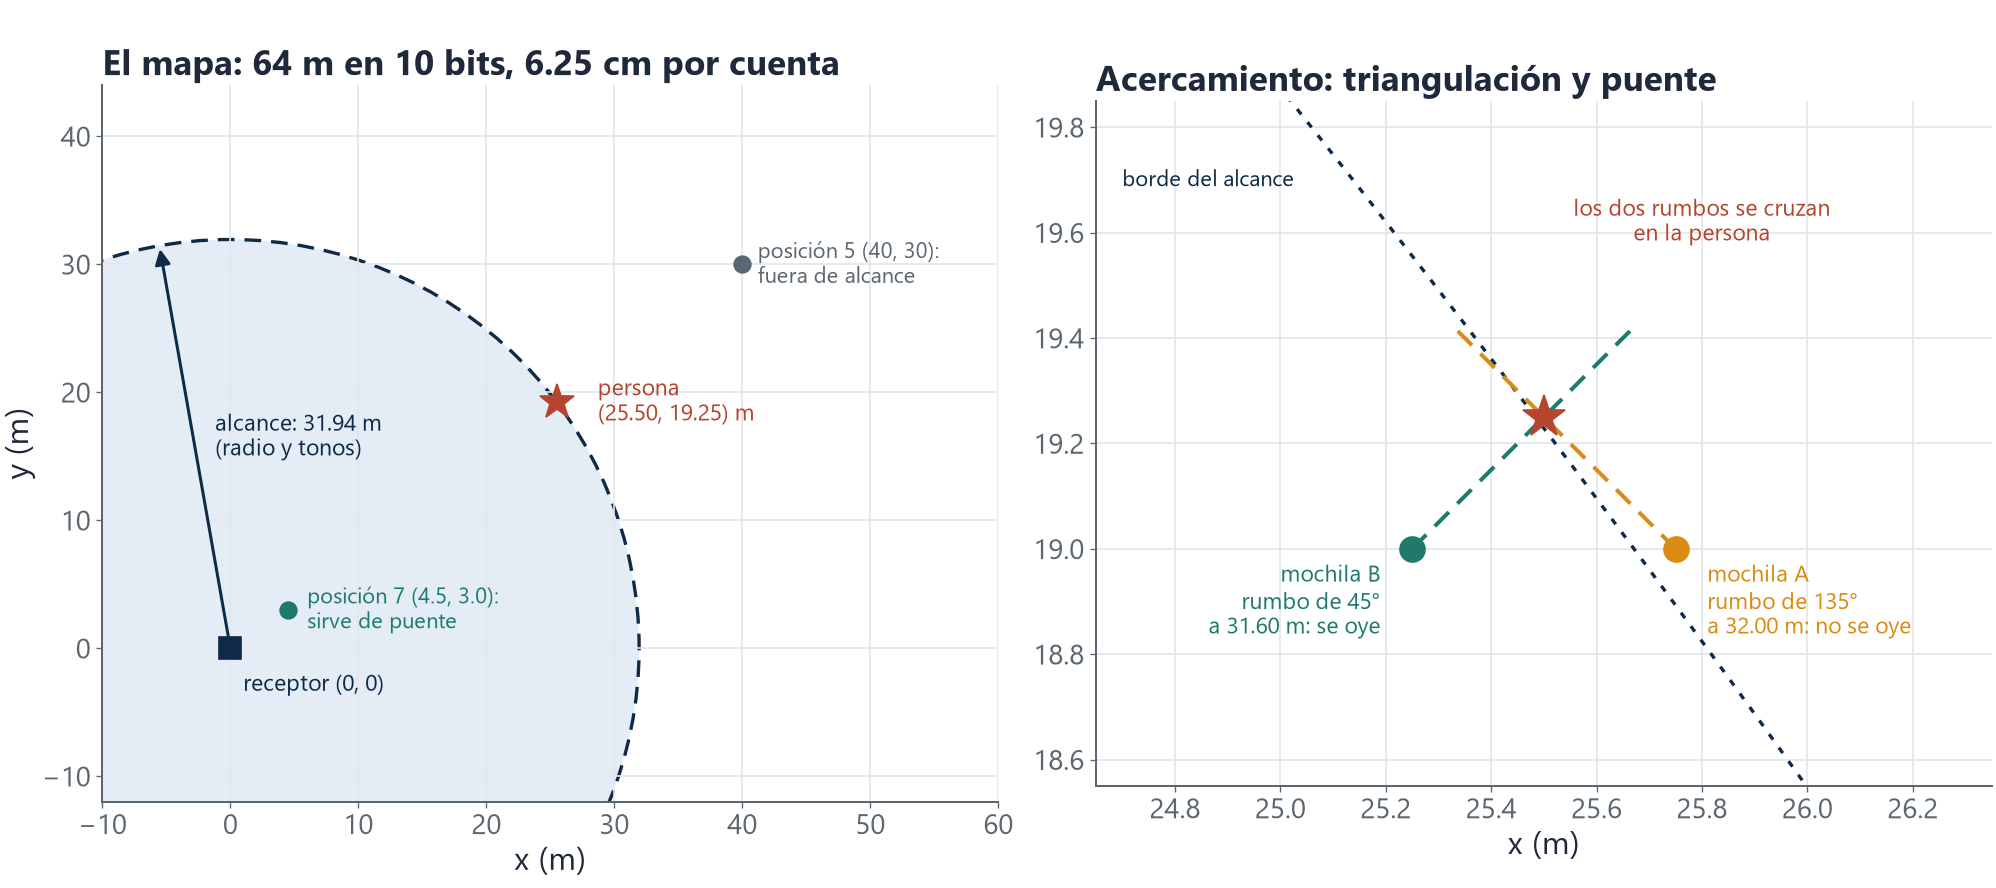 El mapa: 64 m en 10 bits, 6.25 cm por cuenta
40
30
20
10
0
−10
y (m)
posición 5 (40, 30):
fuera de alcance
persona
(25.50, 19.25) m
alcance: 31.94 m
(radio y tonos)
posición 7 (4.5, 3.0):
sirve de puente
receptor (0, 0)
−10
0
10
20
30
40
50
60
x (m)
Acercamiento: triangulación y puente
19.8
19.6
19.4
19.2
19.0
18.8
18.6
borde del alcance
los dos rumbos se cruzan
en la persona
mochila B
rumbo de 45°
a 31.60 m: se oye
mochila A
rumbo de 135°
a 32.00 m: no se oye
24.8
25.0
25.2
25.4
25.6
25.8
26.0
26.2
x (m)